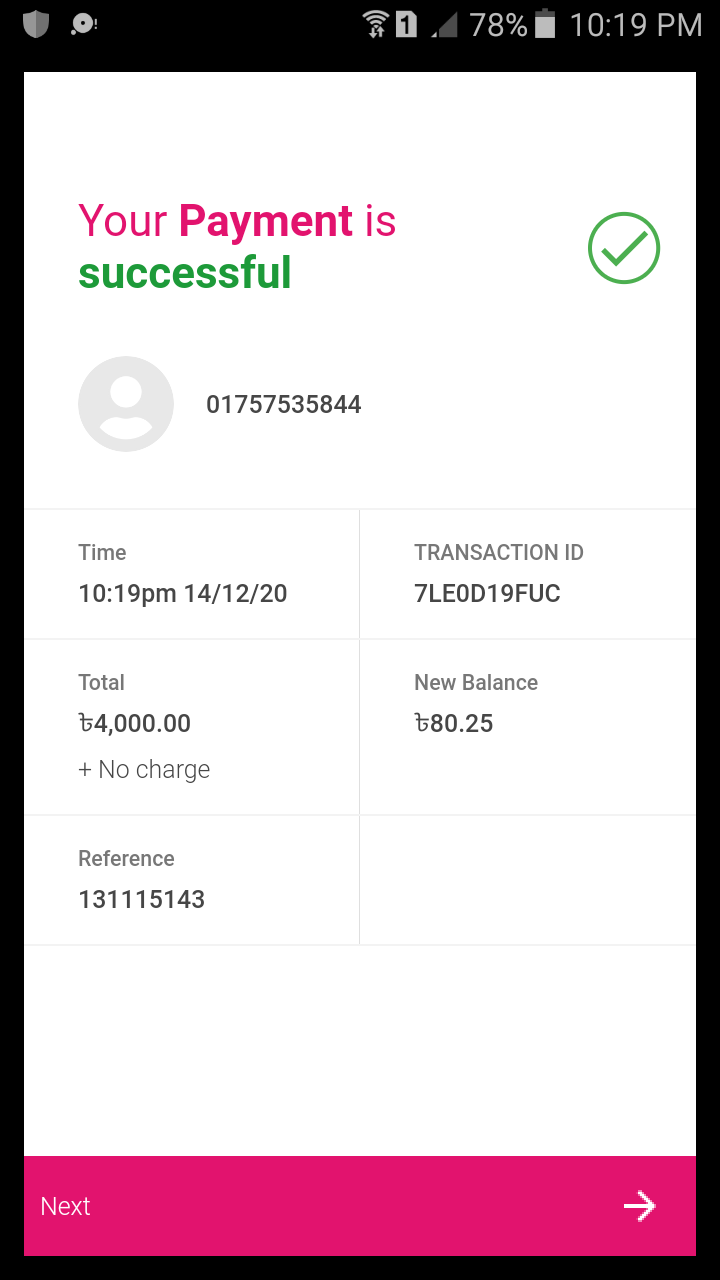 78% 10:19 PM
Your Payment is
successful
01757535844
Time
10:19pm 14/12/20
TRANSACTION ID
7LE0D19FUC
Total
৳4,000.00
+ No charge
New Balance
৳80.25
Reference
131115143
Next